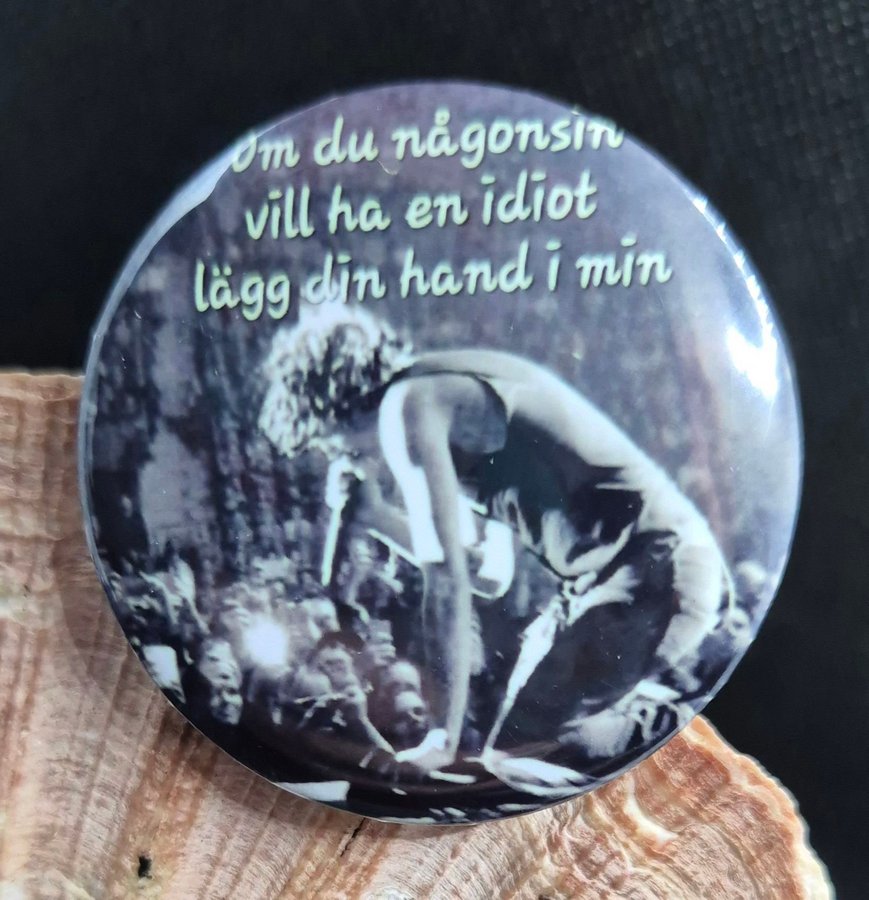 Om du någonsin
vill ha en idiot
lägg din hand i min